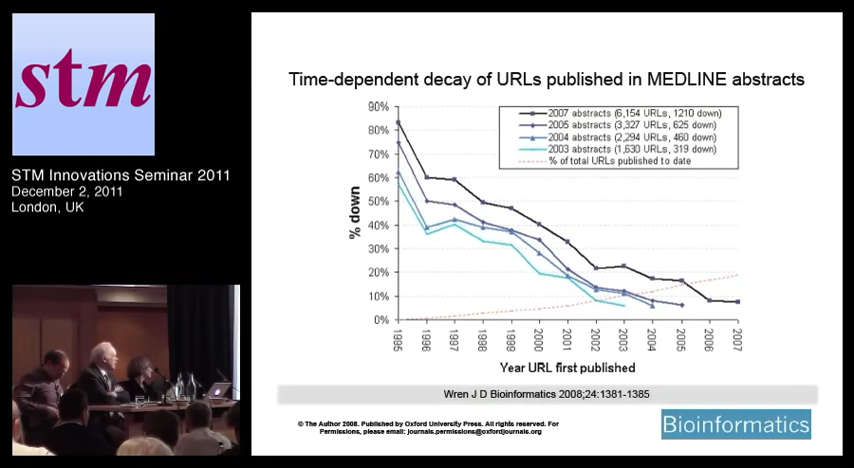 stm
STM Innovations Seminar 2011
December 2, 2011
London, UK
Time-dependent decay of URLs published in MEDLINE abstracts
90%
80%
70%
60%
50%
40%
30%
20%
10%
0%
% down
2007 abstracts (6,154 URLs, 1210 down)
2005 abstracts (3,327 URLs, 625 down)
2004 abstracts (2,294 URLs, 460 down)
2003 abstracts (1,630 URLs, 319 down)
% of total URLs published to date
1995 1996 1997 1998 1999 2000 2001 2002 2003 2004 2005 2006 2007
Year URL first published
Wren J D Bioinformatics 2008;24:1381-1385
© The Author 2008. Published by Oxford University Press. All rights reserved. For
Permissions, please email: journals.permissions@oxfordjournals.org
Bioinformatics